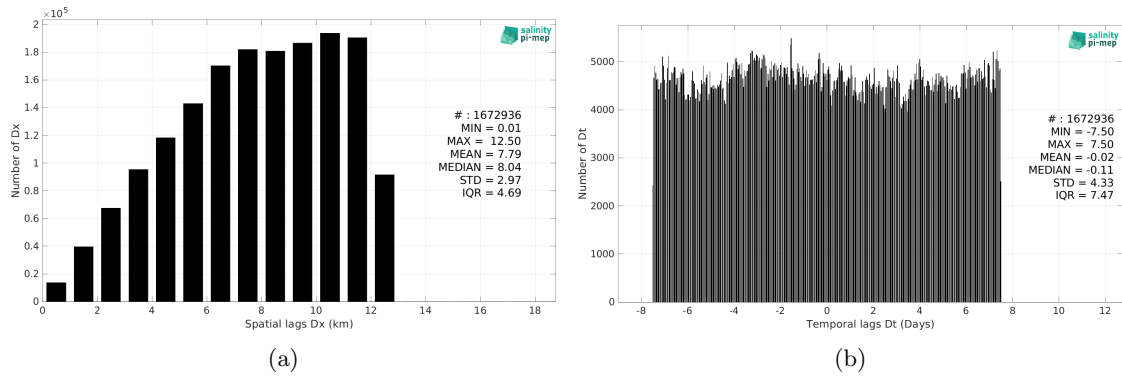 ×10⁵
2
1.8
1.6
1.4
1.2
1
0.8
0.6
0.4
0.2
0
Number of Dx
salinity
pi-mep
# : 1672936
MIN = 0.01
MAX = 12.50
MEAN = 7.79
MEDIAN = 8.04
STD = 2.97
IQR = 4.69
0 2 4 6 8 10 12 14 16 18
Spatial lags Dx (km)
(a)
5000
4000
3000
2000
1000
0
Number of Dt
salinity
pi-mep
# : 1672936
MIN = -7.50
MAX = 7.50
MEAN = -0.02
MEDIAN = -0.11
STD = 4.33
IQR = 7.47
-8 -6 -4 -2 0 2 4 6 8 10 12
Temporal lags Dt (Days)
(b)